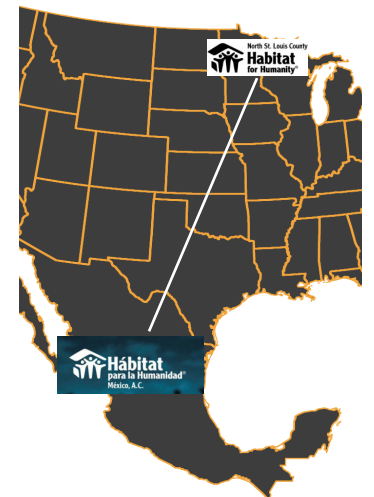 North St. Louis County
Habitat
for Humanity®
Hábitat
para la Humanidad®
México, A.C.